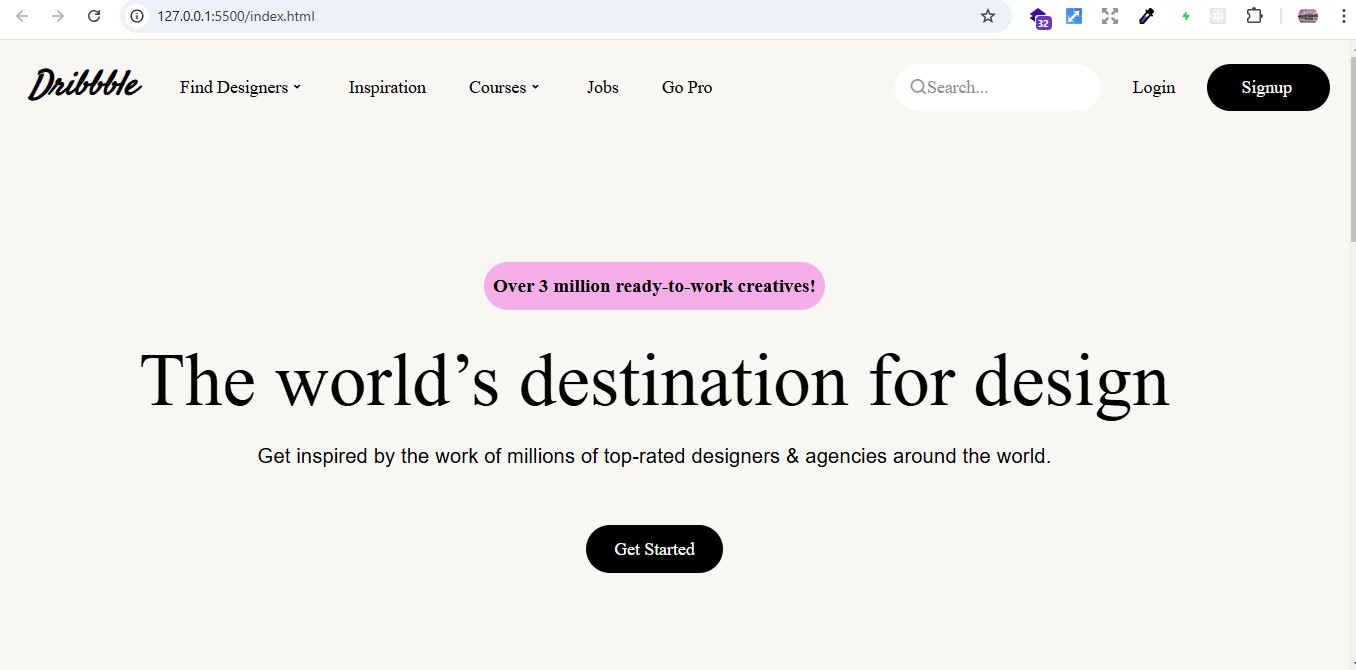 127.0.0.1:5500/index.html
32
Dribbble Find Designers Inspiration Courses Jobs Go Pro Search... Login Signup
Over 3 million ready-to-work creatives!
The world’s destination for design
Get inspired by the work of millions of top-rated designers & agencies around the world.
Get Started